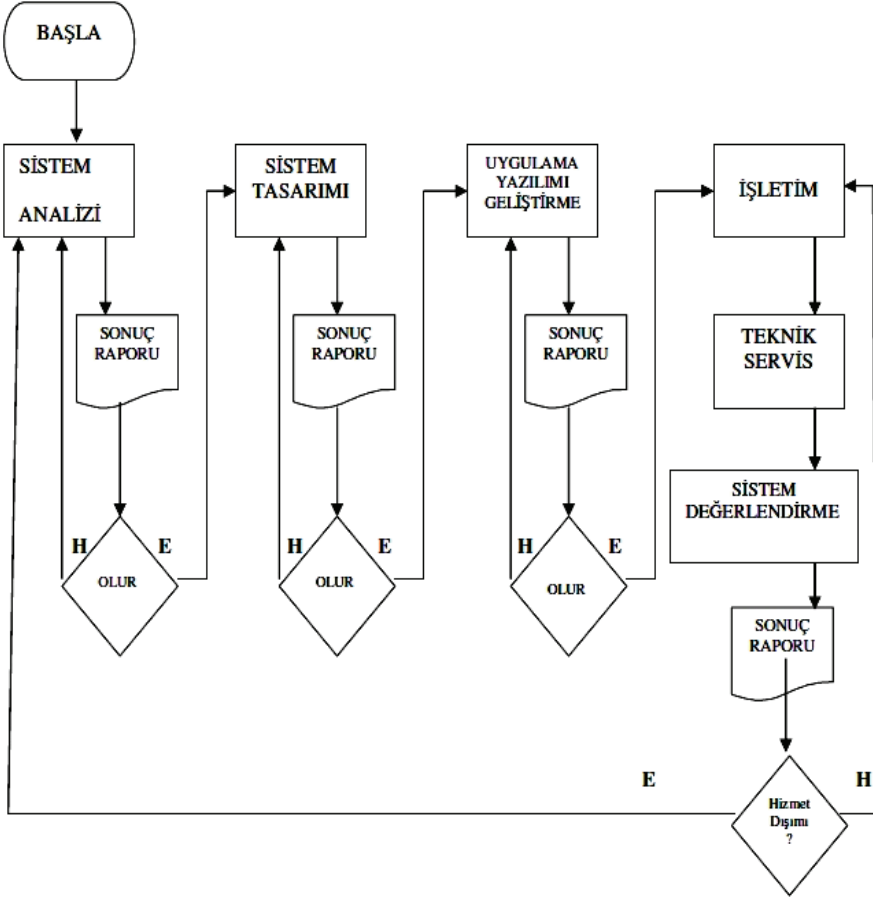 BAŞLA
SİSTEM
ANALİZİ
SİSTEM
TASARIMI
UYGULAMA
YAZILIMI
GELİŞTİRME
İŞLETİM
SONUÇ
RAPORU
SONUÇ
RAPORU
SONUÇ
RAPORU
TEKNİK
SERVİS
SİSTEM
DEĞERLENDİRME
H
E
OLUR
H
E
OLUR
H
E
OLUR
SONUÇ
RAPORU
E
H
Hizmet
Dışımı
?